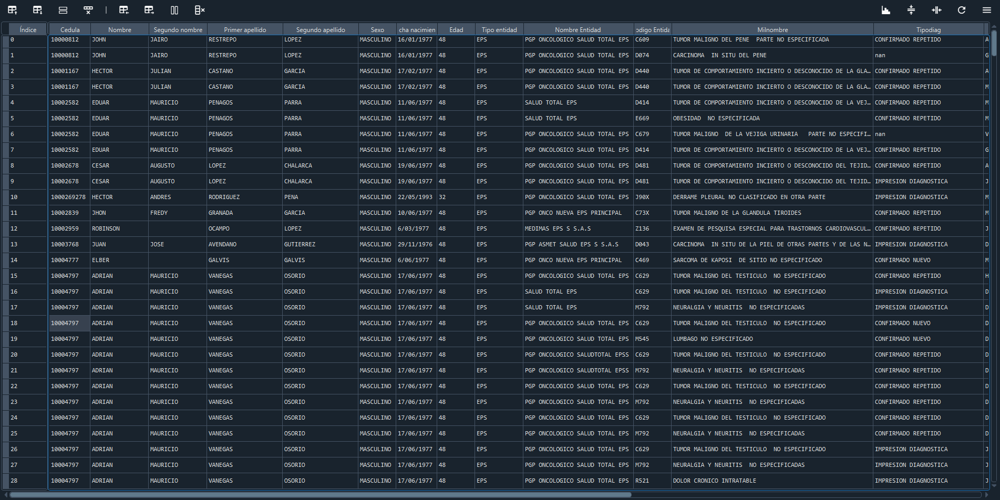 Índice Cedula Nombre Segundo nombre Primer apellido Segundo apellido Sexo cha nacimien Edad Tipo entidad Nombre Entidad odigo Entida Milnombre Tipodiag
0 10000812 JOHN JAIRO RESTREPO LOPEZ MASCULINO 16/01/1977 48 EPS PGP ONCOLOGICO SALUD TOTAL EPS C609 TUMOR MALIGNO DEL PENE  PARTE NO ESPECIFICADA CONFIRMADO REPETIDO A
1 10000812 JOHN JAIRO RESTREPO LOPEZ MASCULINO 16/01/1977 48 EPS PGP ONCOLOGICO SALUD TOTAL EPS D074 CARCINOMA  IN SITU DEL PENE nan G
2 10001167 HECTOR JULIAN CASTANO GARCIA MASCULINO 17/02/1977 48 EPS PGP ONCOLOGICO SALUD TOTAL EPS D440 TUMOR DE COMPORTAMIENTO INCIERTO O DESCONOCIDO DE LA GLA… CONFIRMADO REPETIDO A
3 10001167 HECTOR JULIAN CASTANO GARCIA MASCULINO 17/02/1977 48 EPS PGP ONCOLOGICO SALUD TOTAL EPS D440 TUMOR DE COMPORTAMIENTO INCIERTO O DESCONOCIDO DE LA GLA… CONFIRMADO REPETIDO M
4 10002582 EDUAR MAURICIO PENAGOS PARRA MASCULINO 11/06/1977 48 EPS SALUD TOTAL EPS D414 TUMOR DE COMPORTAMIENTO INCIERTO O DESCONOCIDO DE LA VEJ… CONFIRMADO REPETIDO M
5 10002582 EDUAR MAURICIO PENAGOS PARRA MASCULINO 11/06/1977 48 EPS SALUD TOTAL EPS E669 OBESIDAD  NO ESPECIFICADA CONFIRMADO REPETIDO M
6 10002582 EDUAR MAURICIO PENAGOS PARRA MASCULINO 11/06/1977 48 EPS PGP ONCOLOGICO SALUD TOTAL EPS C679 TUMOR MALIGNO  DE LA VEJIGA URINARIA   PARTE NO ESPECIFI… nan V
7 10002582 EDUAR MAURICIO PENAGOS PARRA MASCULINO 11/06/1977 48 EPS PGP ONCOLOGICO SALUD TOTAL EPS D414 TUMOR DE COMPORTAMIENTO INCIERTO O DESCONOCIDO DE LA VEJ… CONFIRMADO REPETIDO G
8 10002678 CESAR AUGUSTO LOPEZ CHALARCA MASCULINO 19/06/1977 48 EPS PGP ONCOLOGICO SALUD TOTAL EPS D481 TUMOR DE COMPORTAMIENTO INCIERTO O DESCONOCIDO DEL TEJID… CONFIRMADO REPETIDO A
9 10002678 CESAR AUGUSTO LOPEZ CHALARCA MASCULINO 19/06/1977 48 EPS PGP ONCOLOGICO SALUD TOTAL EPS D481 TUMOR DE COMPORTAMIENTO INCIERTO O DESCONOCIDO DEL TEJID… IMPRESION DIAGNOSTICA J
10 1000269278 HECTOR ANDRES RODRIGUEZ PENA MASCULINO 22/05/1993 32 EPS PGP ONCOLOGICO SALUD TOTAL EPS J90X DERRAME PLEURAL NO CLASIFICADO EN OTRA PARTE IMPRESION DIAGNOSTICA M
11 10002839 JHON FREDY GRANADA GARCIA MASCULINO 10/06/1977 48 EPS PGP ONCO NUEVA EPS PRINCIPAL C73X TUMOR MALIGNO DE LA GLANDULA TIROIDES CONFIRMADO REPETIDO M
12 10002959 ROBINSON OCAMPO LOPEZ MASCULINO 6/03/1977 48 EPS MEDIMAS EPS S S.A.S Z136 EXAMEN DE PESQUISA ESPECIAL PARA TRASTORNOS CARDIOVASCUL… CONFIRMADO REPETIDO J
13 10003768 JUAN JOSE AVENDANO GUTIERREZ MASCULINO 29/11/1976 48 EPS PGP ASMET SALUD EPS S S.A.S D043 CARCINOMA  IN SITU DE LA PIEL DE OTRAS PARTES Y DE LAS N… IMPRESION DIAGNOSTICA D
14 10004777 ELBER GALVIS GALVIS MASCULINO 6/06/1977 48 EPS PGP ONCO NUEVA EPS PRINCIPAL C469 SARCOMA DE KAPOSI  DE SITIO NO ESPECIFICADO CONFIRMADO NUEVO M
15 10004797 ADRIAN MAURICIO VANEGAS OSORIO MASCULINO 17/06/1977 48 EPS PGP ONCOLOGICO SALUD TOTAL EPS C629 TUMOR MALIGNO DEL TESTICULO  NO ESPECIFICADO CONFIRMADO REPETIDO H
16 10004797 ADRIAN MAURICIO VANEGAS OSORIO MASCULINO 17/06/1977 48 EPS SALUD TOTAL EPS C629 TUMOR MALIGNO DEL TESTICULO  NO ESPECIFICADO IMPRESION DIAGNOSTICA D
17 10004797 ADRIAN MAURICIO VANEGAS OSORIO MASCULINO 17/06/1977 48 EPS SALUD TOTAL EPS M792 NEURALGIA Y NEURITIS  NO ESPECIFICADAS IMPRESION DIAGNOSTICA D
18 10004797 ADRIAN MAURICIO VANEGAS OSORIO MASCULINO 17/06/1977 48 EPS PGP ONCOLOGICO SALUD TOTAL EPS C629 TUMOR MALIGNO DEL TESTICULO  NO ESPECIFICADO CONFIRMADO NUEVO D
19 10004797 ADRIAN MAURICIO VANEGAS OSORIO MASCULINO 17/06/1977 48 EPS PGP ONCOLOGICO SALUD TOTAL EPS M545 LUMBAGO NO ESPECIFICADO CONFIRMADO NUEVO D
20 10004797 ADRIAN MAURICIO VANEGAS OSORIO MASCULINO 17/06/1977 48 EPS PGP ONCOLOGICO SALUDTOTAL EPSS C629 TUMOR MALIGNO DEL TESTICULO  NO ESPECIFICADO CONFIRMADO REPETIDO D
21 10004797 ADRIAN MAURICIO VANEGAS OSORIO MASCULINO 17/06/1977 48 EPS PGP ONCOLOGICO SALUDTOTAL EPSS M792 NEURALGIA Y NEURITIS  NO ESPECIFICADAS CONFIRMADO REPETIDO D
22 10004797 ADRIAN MAURICIO VANEGAS OSORIO MASCULINO 17/06/1977 48 EPS PGP ONCOLOGICO SALUD TOTAL EPS C629 TUMOR MALIGNO DEL TESTICULO  NO ESPECIFICADO CONFIRMADO REPETIDO D
23 10004797 ADRIAN MAURICIO VANEGAS OSORIO MASCULINO 17/06/1977 48 EPS PGP ONCOLOGICO SALUD TOTAL EPS M792 NEURALGIA Y NEURITIS  NO ESPECIFICADAS CONFIRMADO REPETIDO D
24 10004797 ADRIAN MAURICIO VANEGAS OSORIO MASCULINO 17/06/1977 48 EPS PGP ONCOLOGICO SALUD TOTAL EPS C629 TUMOR MALIGNO DEL TESTICULO  NO ESPECIFICADO CONFIRMADO REPETIDO D
25 10004797 ADRIAN MAURICIO VANEGAS OSORIO MASCULINO 17/06/1977 48 EPS PGP ONCOLOGICO SALUD TOTAL EPS M792 NEURALGIA Y NEURITIS  NO ESPECIFICADAS CONFIRMADO REPETIDO D
26 10004797 ADRIAN MAURICIO VANEGAS OSORIO MASCULINO 17/06/1977 48 EPS PGP ONCOLOGICO SALUD TOTAL EPS C629 TUMOR MALIGNO DEL TESTICULO  NO ESPECIFICADO IMPRESION DIAGNOSTICA J
27 10004797 ADRIAN MAURICIO VANEGAS OSORIO MASCULINO 17/06/1977 48 EPS PGP ONCOLOGICO SALUD TOTAL EPS M792 NEURALGIA Y NEURITIS  NO ESPECIFICADAS IMPRESION DIAGNOSTICA J
28 10004797 ADRIAN MAURICIO VANEGAS OSORIO MASCULINO 17/06/1977 48 EPS PGP ONCOLOGICO SALUD TOTAL EPS R521 DOLOR CRONICO INTRATABLE IMPRESION DIAGNOSTICA J